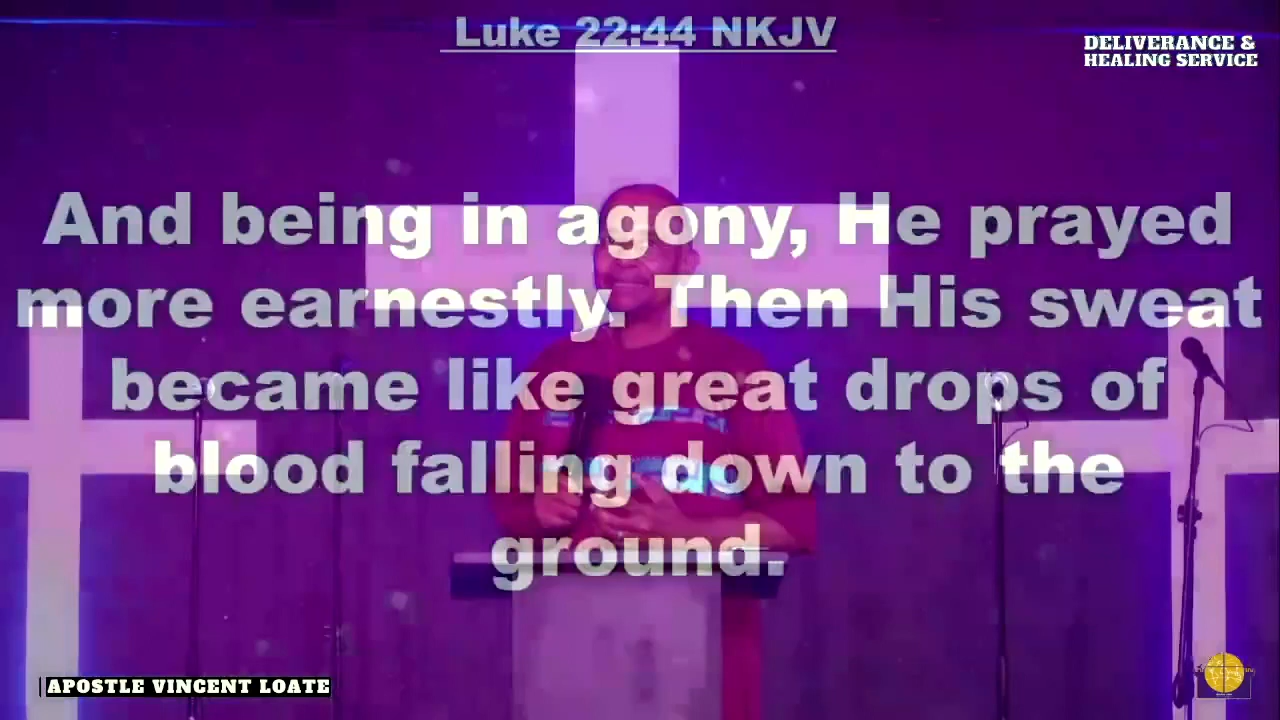 Luke 22:44 NKJV
DELIVERANCE &
HEALING SERVICE
And being in agony, He prayed
more earnestly. Then His sweat
became like great drops of
blood falling down to the
ground.
APOSTLE VINCENT LOATE